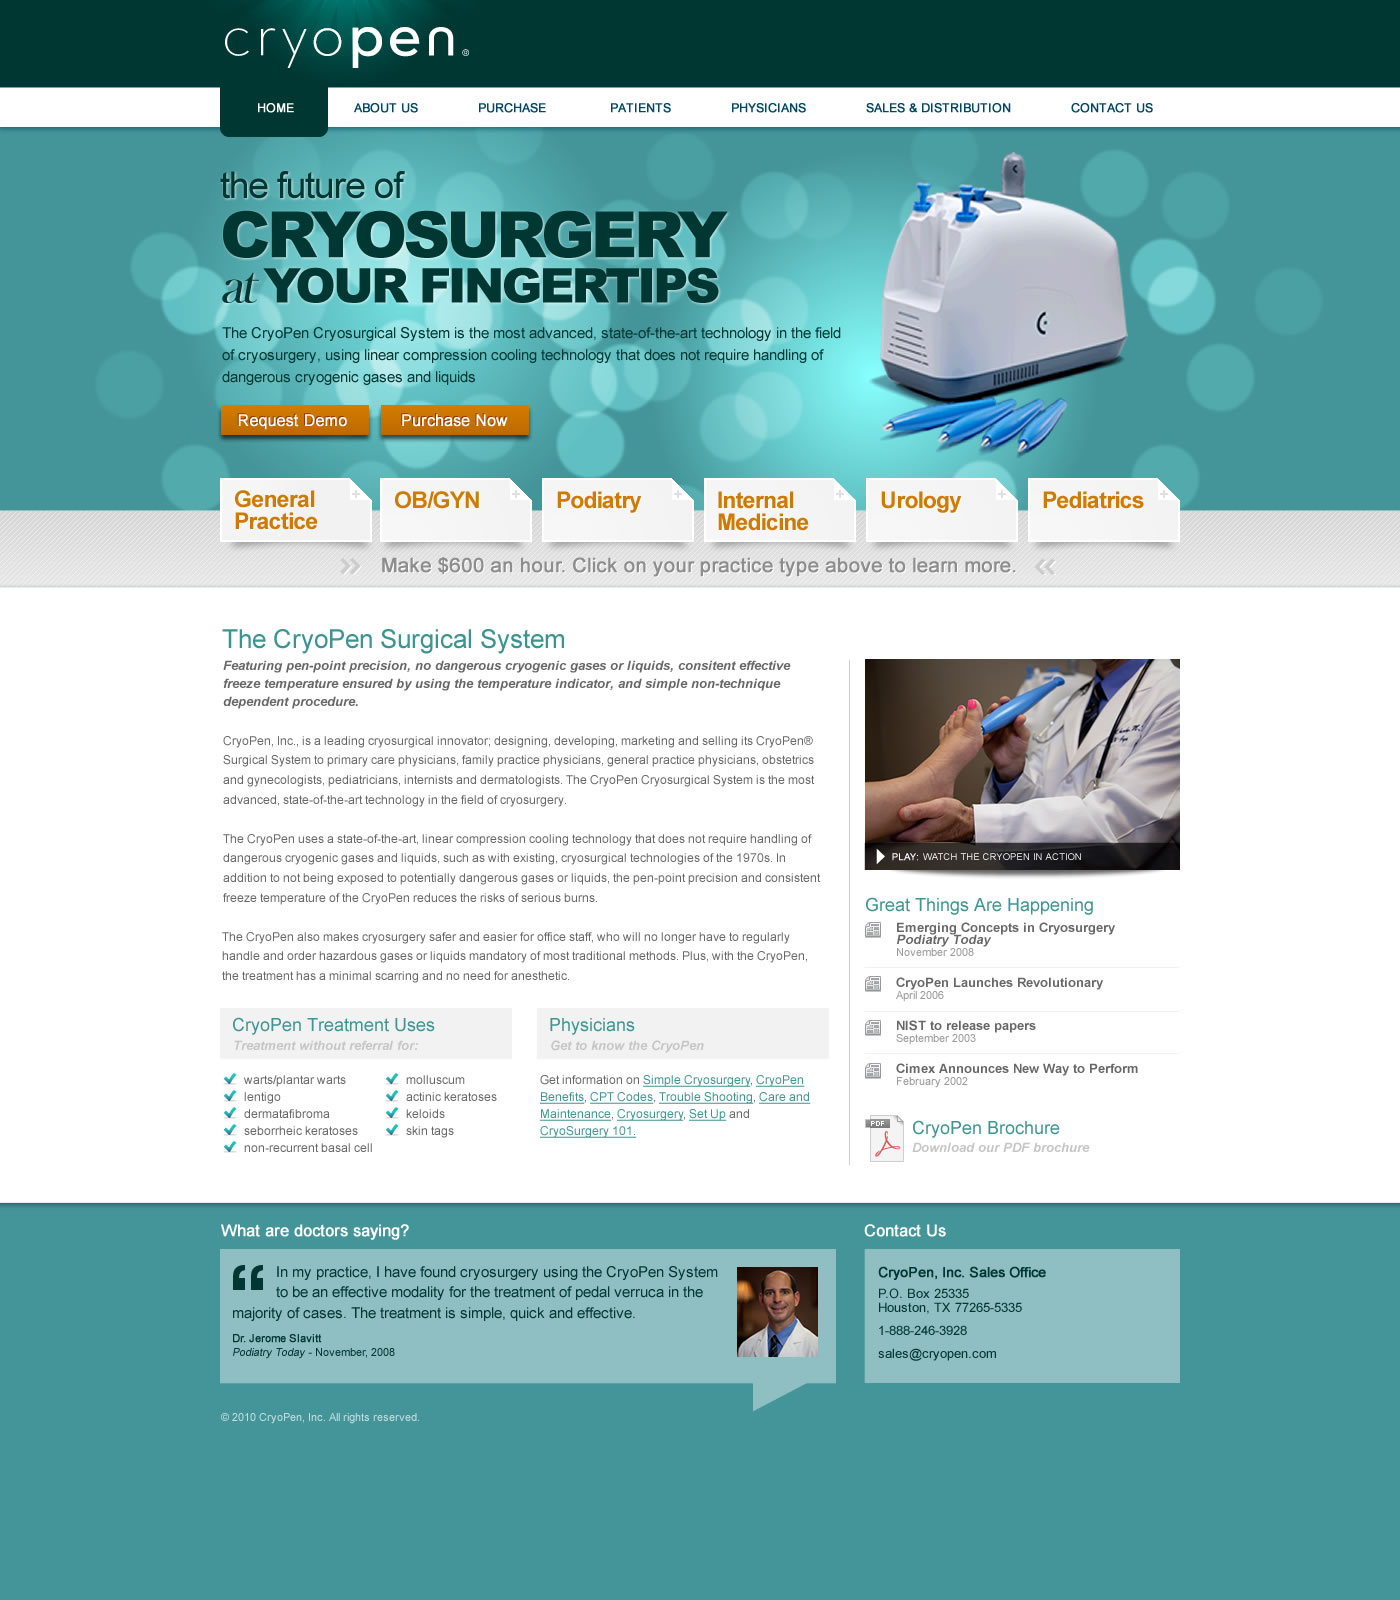 cryopen®
HOME
ABOUT US
PURCHASE
PATIENTS
PHYSICIANS
SALES & DISTRIBUTION
CONTACT US
the future of
CRYOSURGERY
at YOUR FINGERTIPS
The CryoPen Cryosurgical System is the most advanced, state-of-the-art technology in the field
of cryosurgery, using linear compression cooling technology that does not require handling of
dangerous cryogenic gases and liquids
Request Demo
Purchase Now
General
Practice
OB/GYN
Podiatry
Internal
Medicine
Urology
Pediatrics
Make $600 an hour. Click on your practice type above to learn more.
The CryoPen Surgical System
Featuring pen-point precision, no dangerous cryogenic gases or liquids, consitent effective
freeze temperature ensured by using the temperature indicator, and simple non-technique
dependent procedure.
CryoPen, Inc., is a leading cryosurgical innovator; designing, developing, marketing and selling its CryoPen®
Surgical System to primary care physicians, family practice physicians, general practice physicians, obstetrics
and gynecologists, pediatricians, internists and dermatologists. The CryoPen Cryosurgical System is the most
advanced, state-of-the-art technology in the field of cryosurgery.
The CryoPen uses a state-of-the-art, linear compression cooling technology that does not require handling of
dangerous cryogenic gases and liquids, such as with existing, cryosurgical technologies of the 1970s. In
addition to not being exposed to potentially dangerous gases or liquids, the pen-point precision and consistent
freeze temperature of the CryoPen reduces the risks of serious burns.
The CryoPen also makes cryosurgery safer and easier for office staff, who will no longer have to regularly
handle and order hazardous gases or liquids mandatory of most traditional methods. Plus, with the CryoPen,
the treatment has a minimal scarring and no need for anesthetic.
CryoPen Treatment Uses
Treatment without referral for:
warts/plantar warts
lentigo
dermatafibroma
seborrheic keratoses
non-recurrent basal cell
molluscum
actinic keratoses
keloids
skin tags
Physicians
Get to know the CryoPen
Get information on Simple Cryosurgery, CryoPen
Benefits, CPT Codes, Trouble Shooting, Care and
Maintenance, Cryosurgery, Set Up and
CryoSurgery 101.
PLAY: WATCH THE CRYOPEN IN ACTION
Great Things Are Happening
Emerging Concepts in Cryosurgery
Podiatry Today
November 2008
CryoPen Launches Revolutionary
April 2006
NIST to release papers
September 2003
Cimex Announces New Way to Perform
February 2002
PDF
CryoPen Brochure
Download our PDF brochure
What are doctors saying?
“ In my practice, I have found cryosurgery using the CryoPen System
to be an effective modality for the treatment of pedal verruca in the
majority of cases. The treatment is simple, quick and effective.
Dr. Jerome Slavitt
Podiatry Today - November, 2008
Contact Us
CryoPen, Inc. Sales Office
P.O. Box 25335
Houston, TX 77265-5335
1-888-246-3928
sales@cryopen.com
© 2010 CryoPen, Inc. All rights reserved.